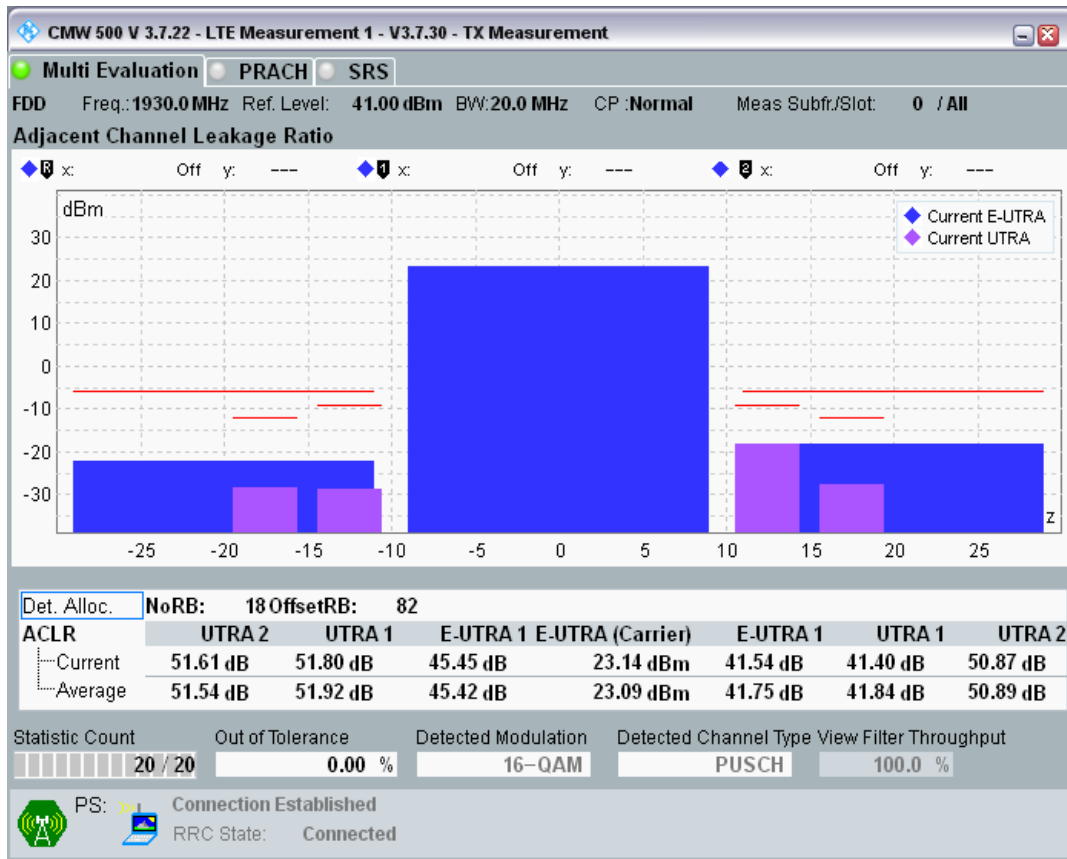 CMW 500 V 3.7.22 - LTE Measurement 1 - V3.7.30 - TX Measurement
Multi Evaluation PRACH SRS
FDD Freq.: 1930.0 MHz Ref. Level: 41.00 dBm BW: 20.0 MHz CP :Normal Meas Subfr./Slot: 0 / All
Adjacent Channel Leakage Ratio
R x: Off y: --- 1 x: Off y: --- 2 x: Off y: ---
dBm
Current E-UTRA
Current UTRA
30
20
10
0
-10
-20
-30
z
-25 -20 -15 -10 -5 0 5 10 15 20 25
Det. Alloc. NoRB: 18 OffsetRB: 82
ACLR UTRA 2 UTRA 1 E-UTRA 1 E-UTRA (Carrier) E-UTRA 1 UTRA 1 UTRA 2
Current 51.61 dB 51.80 dB 45.45 dB 23.14 dBm 41.54 dB 41.40 dB 50.87 dB
Average 51.54 dB 51.92 dB 45.42 dB 23.09 dBm 41.75 dB 41.84 dB 50.89 dB
Statistic Count Out of Tolerance Detected Modulation Detected Channel Type View Filter Throughput
20 / 20 0.00 % 16-QAM PUSCH 100.0 %
PS: Connection Established
RRC State: Connected